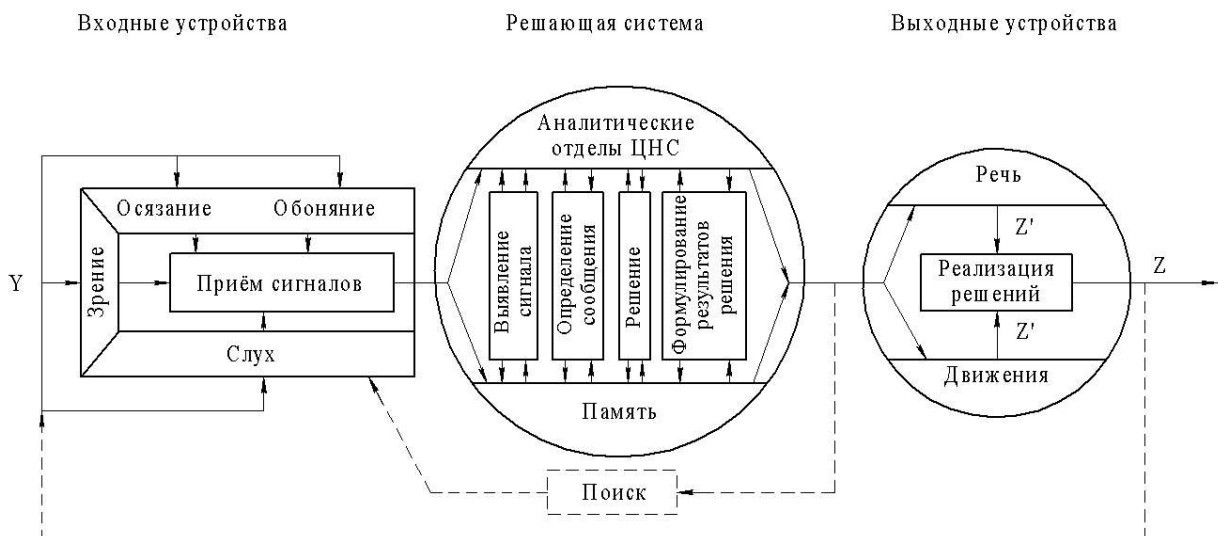 Входные устройства
Решающая система
Выходные устройства
Аналитические
отделы ЦНС
Речь
Осязание
Обоняние
Z'
Y
Зрение
Приём сигналов
Выявление
сигнала
Определение
сообщения
Решение
Формулирование
результатов
решения
Реализация
решений
Z
Z'
Слух
Движения
Память
Поиск